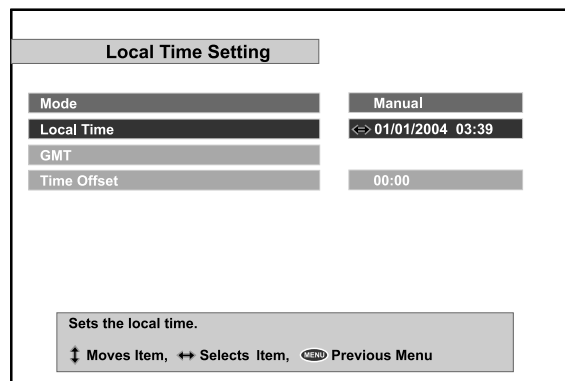 Local Time Setting
Mode Manual
Local Time 01/01/2004 03:39
GMT
Time Offset 00:00
Sets the local time.
Moves Item, Selects Item, MENU Previous Menu